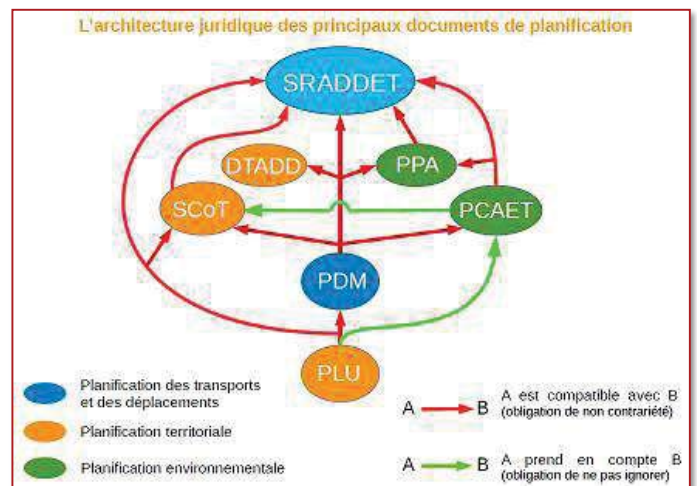 L'architecture juridique des principaux documents de planification
SRADDET
DTADD
PPA
SCoT
PCAET
PDM
PLU
Planification des transports
et des déplacements
Planification territoriale
Planification environnementale
A B
A est compatible avec B
(obligation de non contrariété)
A B
A prend en compte B
(obligation de ne pas ignorer)